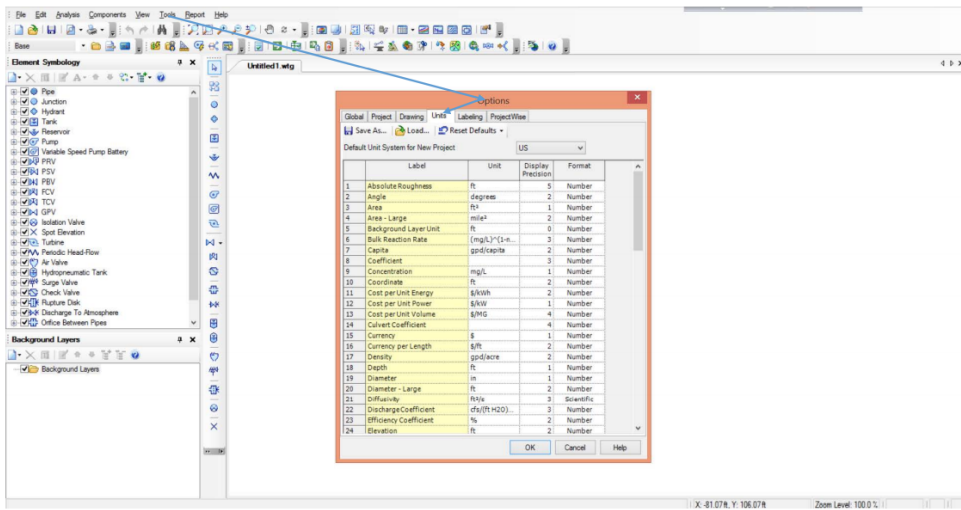 File Edit Analysis Components View Tools Report Help
Base
Element Symbology
Untitled1.wtg
Pipe
Junction
Hydrant
Tank
Reservoir
Pump
Variable Speed Pump Battery
PRV
PSV
PBV
FCV
TCV
GPV
Isolation Valve
Spot Elevation
Turbine
Periodic Head-Flow
Air Valve
Hydropneumatic Tank
Surge Valve
Check Valve
Rupture Disk
Discharge To Atmosphere
Orifice Between Pipes
Background Layers
Background Layers
Options
Global Project Drawing Units Labeling ProjectWise
Save As... Load... Reset Defaults
Default Unit System for New Project US
Label Unit Display Precision Format
1 Absolute Roughness ft 5 Number
2 Angle degrees 2 Number
3 Area ft² 1 Number
4 Area - Large mile² 2 Number
5 Background Layer Unit ft 0 Number
6 Bulk Reaction Rate (mg/L)^(1-n... 3 Number
7 Capita gpd/capita 2 Number
8 Coefficient 3 Number
9 Concentration mg/L 1 Number
10 Coordinate ft 2 Number
11 Cost per Unit Energy $/kWh 2 Number
12 Cost per Unit Power $/kW 1 Number
13 Cost per Unit Volume $/MG 4 Number
14 Culvert Coefficient 4 Number
15 Currency $ 1 Number
16 Currency per Length $/ft 2 Number
17 Density gpd/acre 2 Number
18 Depth ft 1 Number
19 Diameter in 1 Number
20 Diameter - Large ft 2 Number
21 Diffusivity ft²/s 3 Scientific
22 Discharge Coefficient cfs/(ft H2O)... 3 Number
23 Efficiency Coefficient % 2 Number
24 Elevation ft 2 Number
OK Cancel Help
X: -81.07ft, Y: 106.07ft Zoom Level: 100.0 %